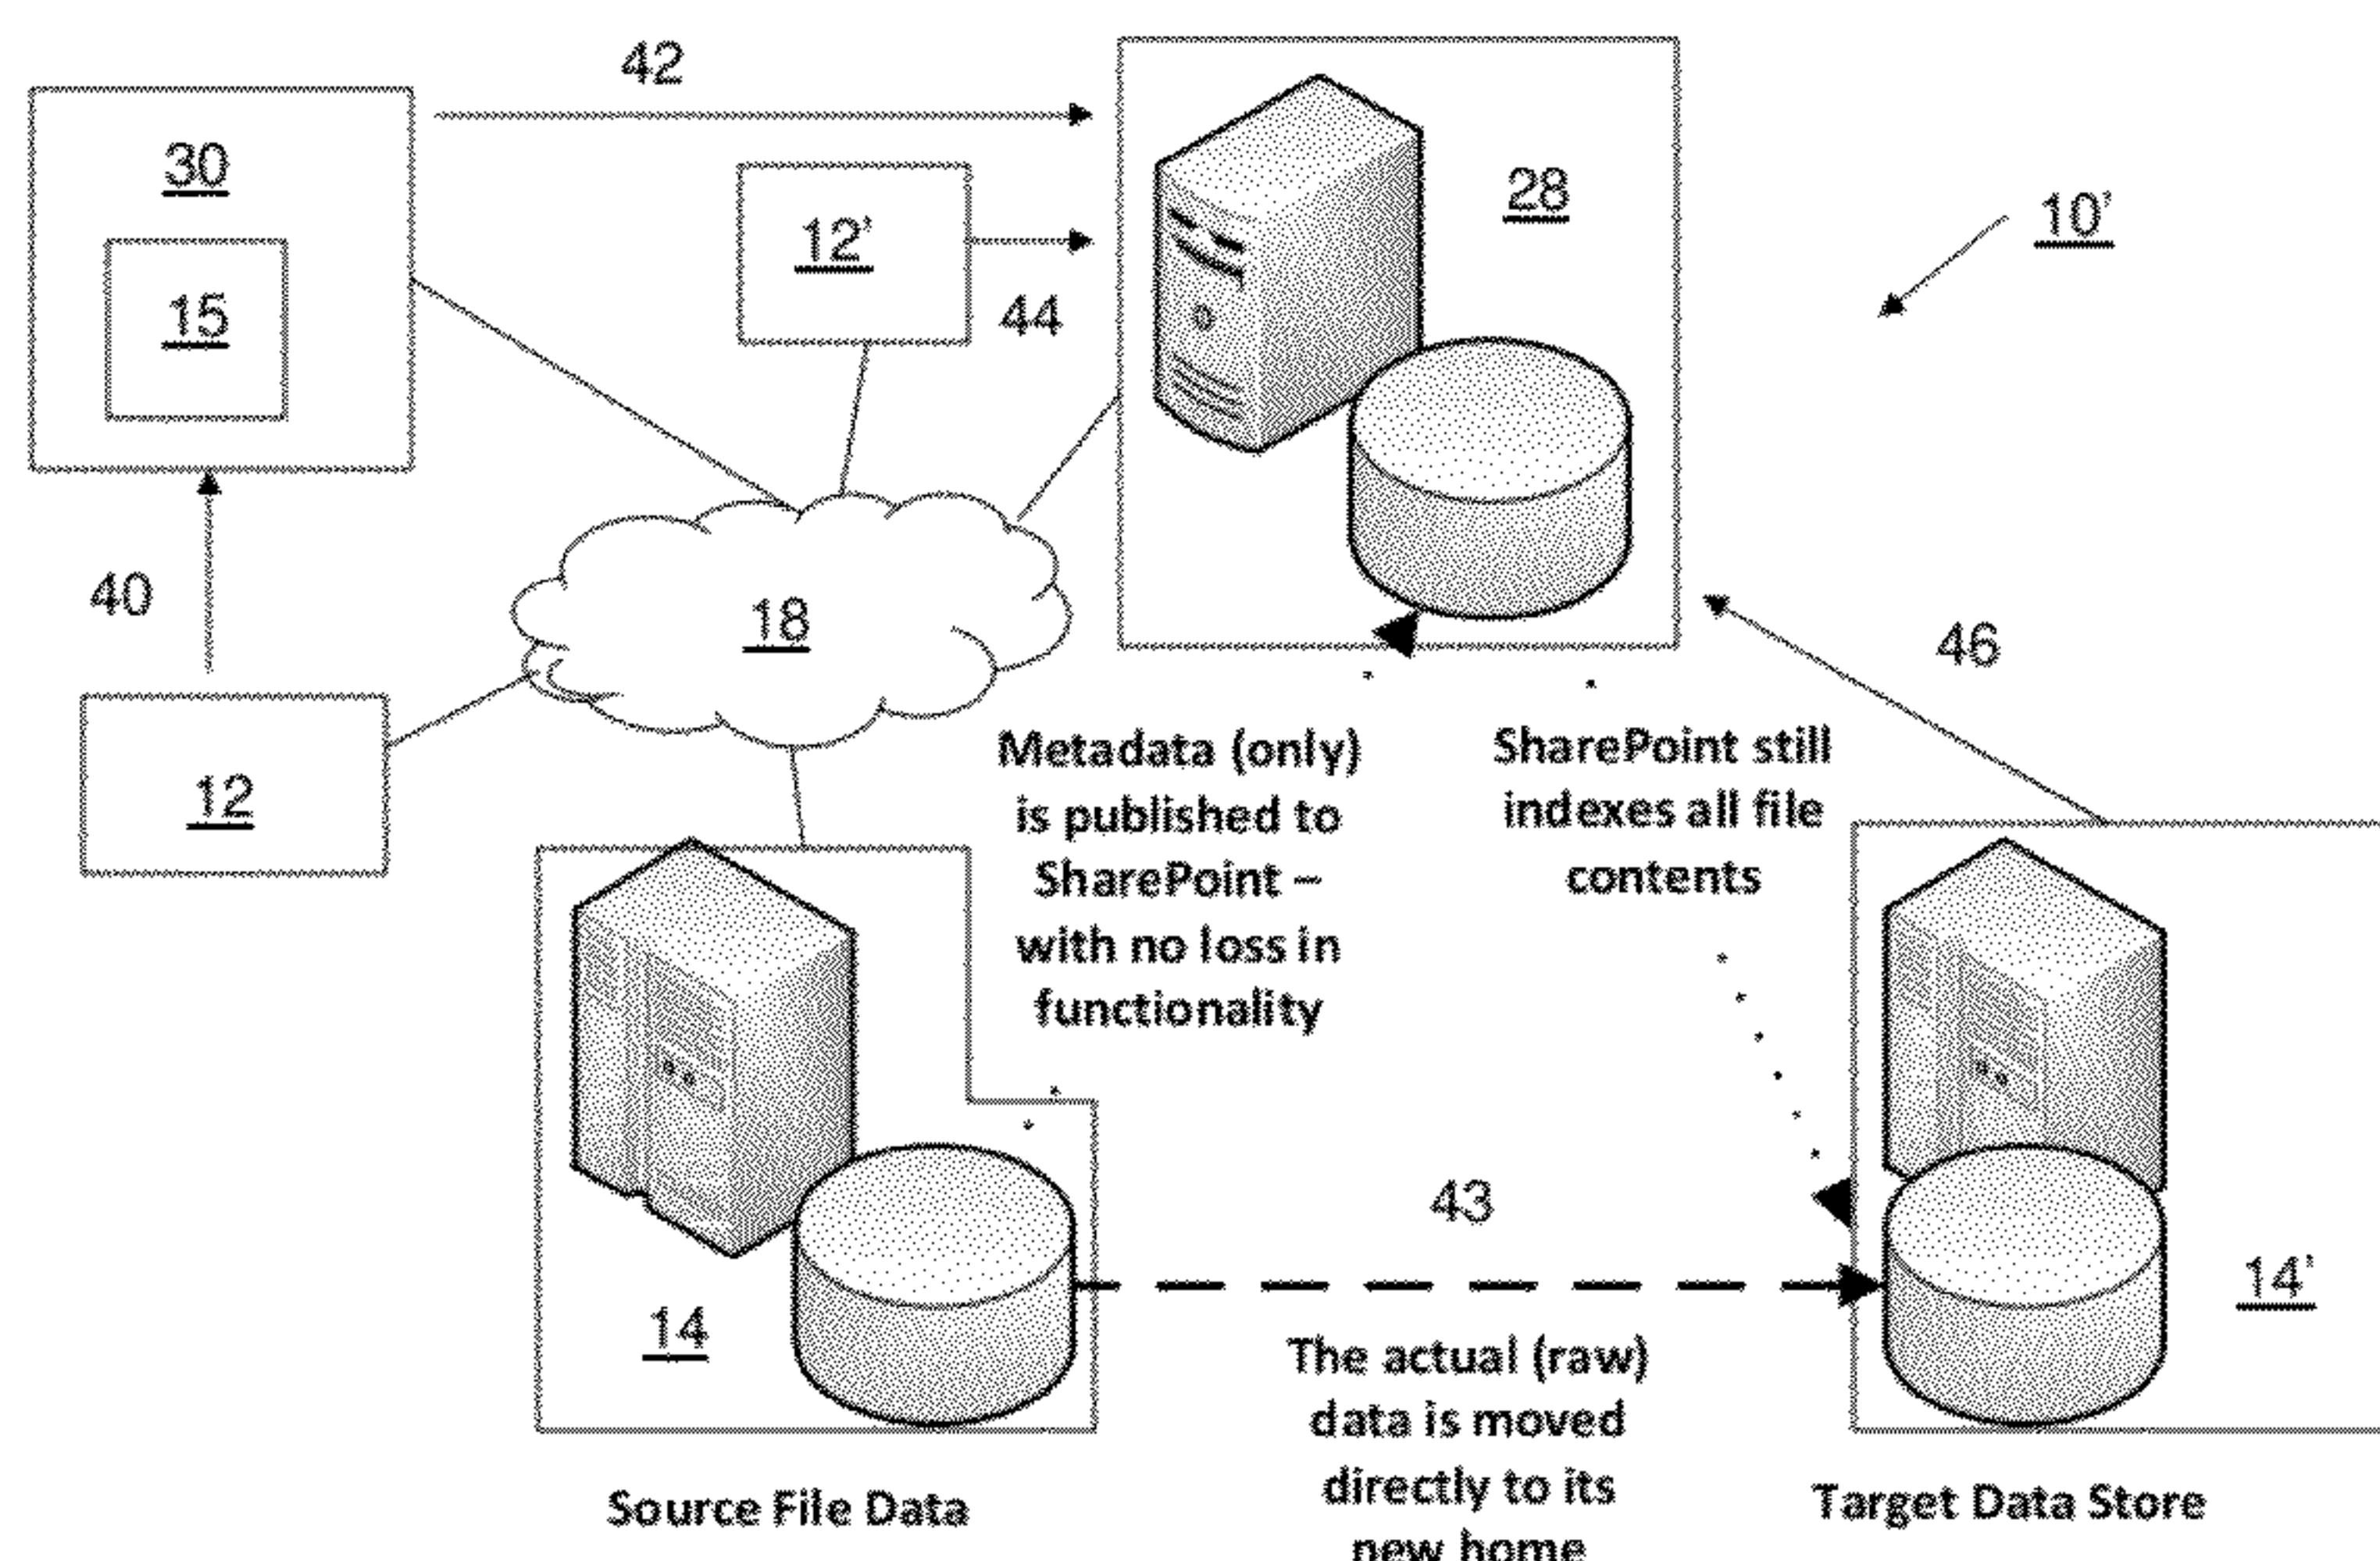 42
30
28
10'
12'
15
44
18
40
46
12
Metadata (only)
is published to
SharePoint –
with no loss in
functionality
SharePoint still
indexes all file
contents
43
14
14'
The actual (raw)
data is moved
directly to its
new home
Source File Data
Target Data Store